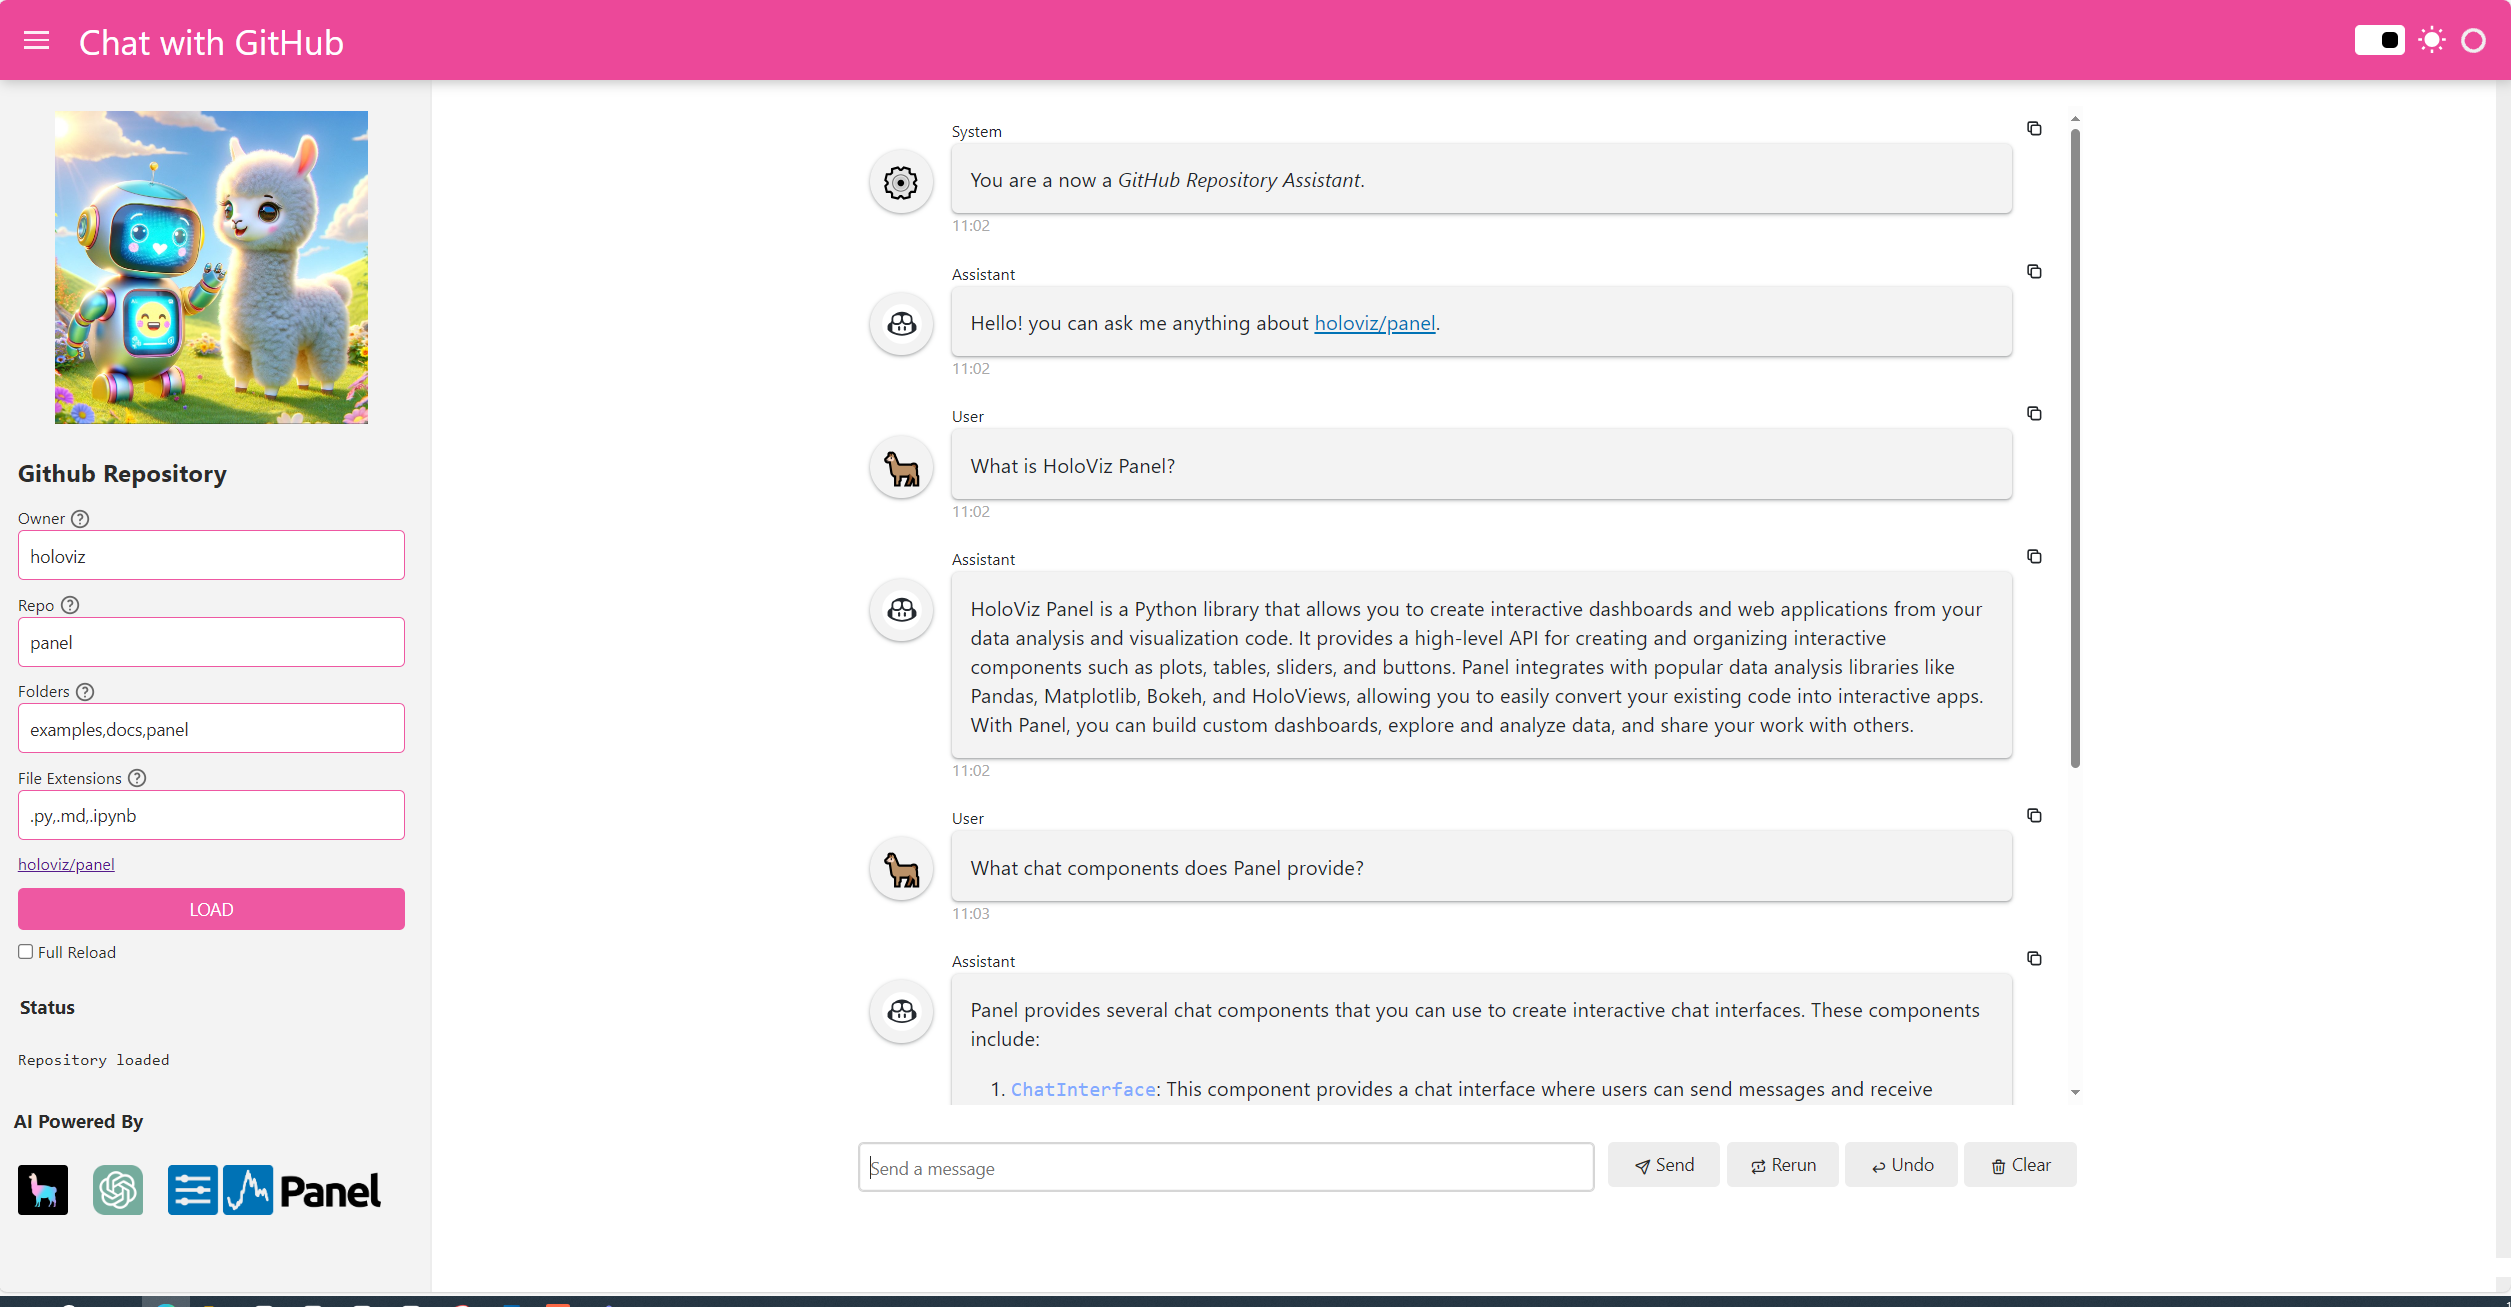 Chat with GitHub
Github Repository
Owner
holoviz
Repo
panel
Folders
examples,docs,panel
File Extensions
.py,.md,.ipynb
holoviz/panel
LOAD
Full Reload
Status
Repository loaded
AI Powered By
Panel
System
You are a now a GitHub Repository Assistant.
11:02
Assistant
Hello! you can ask me anything about holoviz/panel.
11:02
User
What is HoloViz Panel?
11:02
Assistant
HoloViz Panel is a Python library that allows you to create interactive dashboards and web applications from your
data analysis and visualization code. It provides a high-level API for creating and organizing interactive
components such as plots, tables, sliders, and buttons. Panel integrates with popular data analysis libraries like
Pandas, Matplotlib, Bokeh, and HoloViews, allowing you to easily convert your existing code into interactive apps.
With Panel, you can build custom dashboards, explore and analyze data, and share your work with others.
11:02
User
What chat components does Panel provide?
11:03
Assistant
Panel provides several chat components that you can use to create interactive chat interfaces. These components
include:
1. ChatInterface: This component provides a chat interface where users can send messages and receive
Send a message
Send
Rerun
Undo
Clear